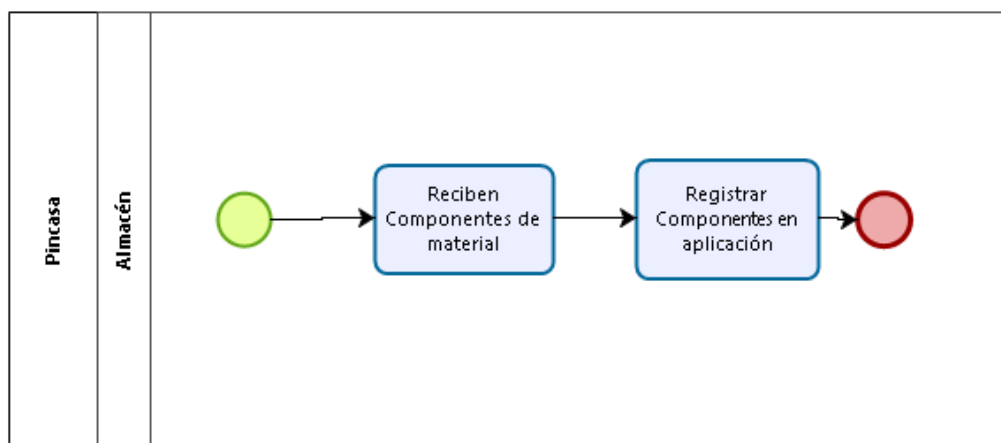 Pincasa
Almacén
Reciben
Componentes de
material
Registrar
Componentes en
aplicación